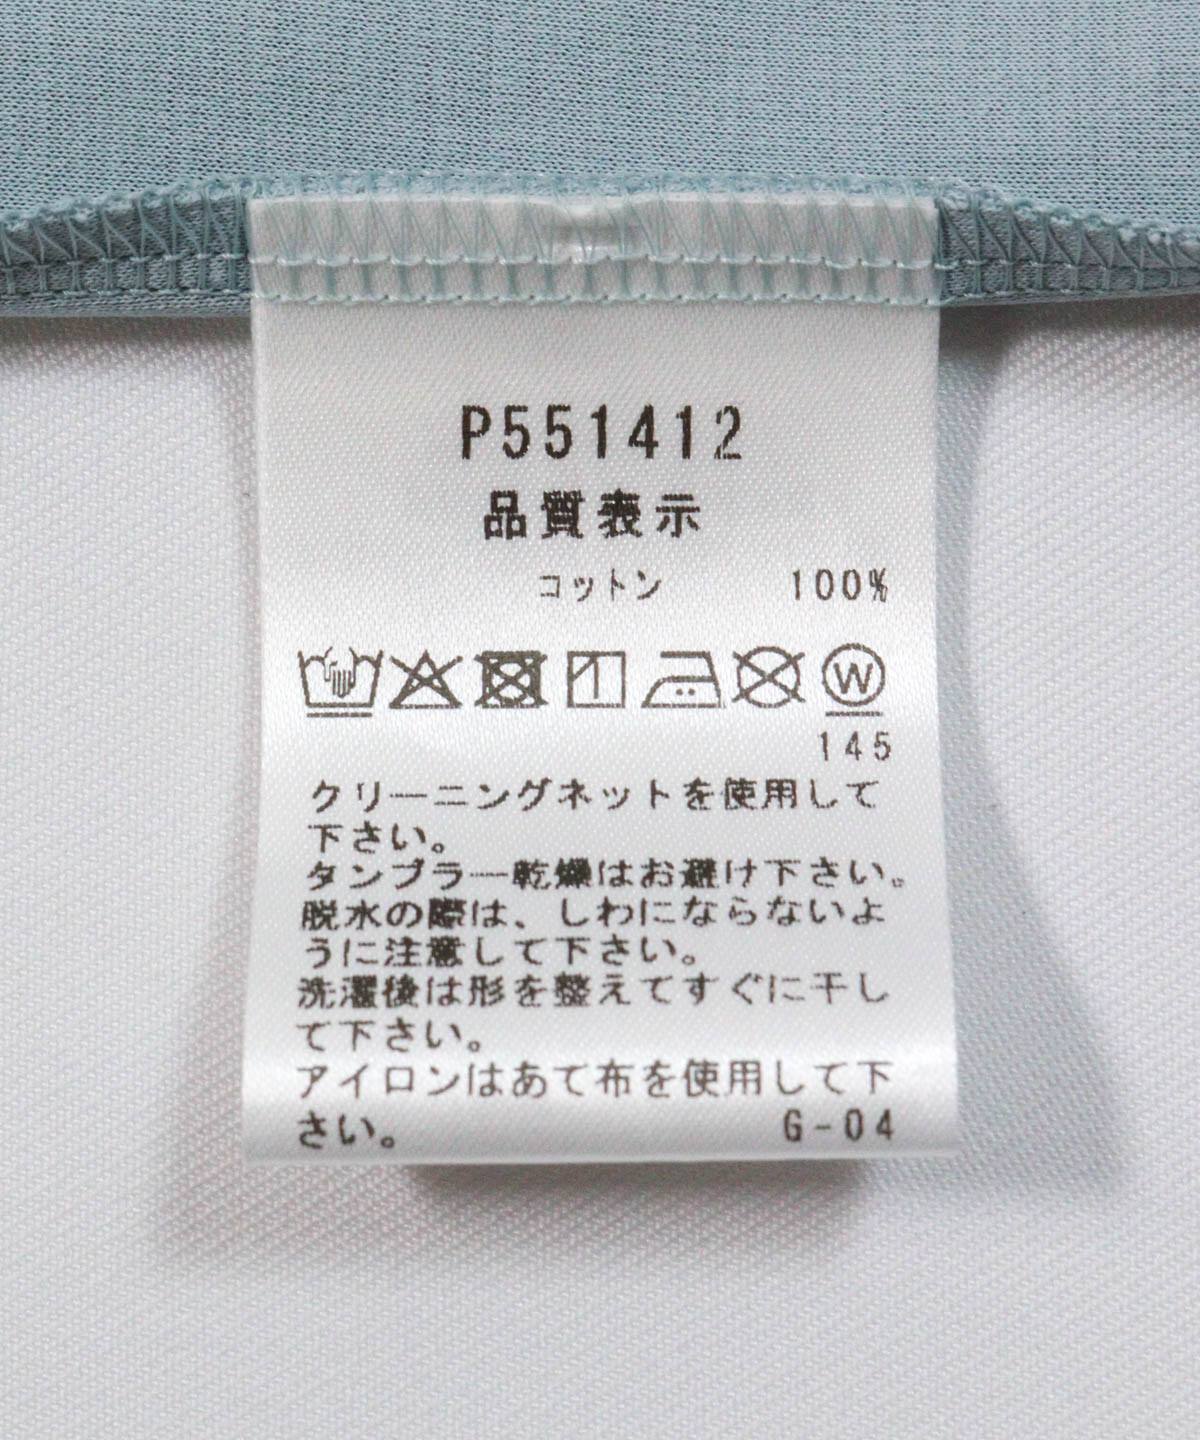 P551412
品質表示
コットン 100%
W
145
クリーニングネットを使用して
下さい。
タンブラー乾燥はお避け下さい。
脱水の際は、しわにならないよ
うに注意して下さい。
洗濯後は形を整えてすぐに干し
て下さい。
アイロンはあて布を使用して下
さい。 G-04